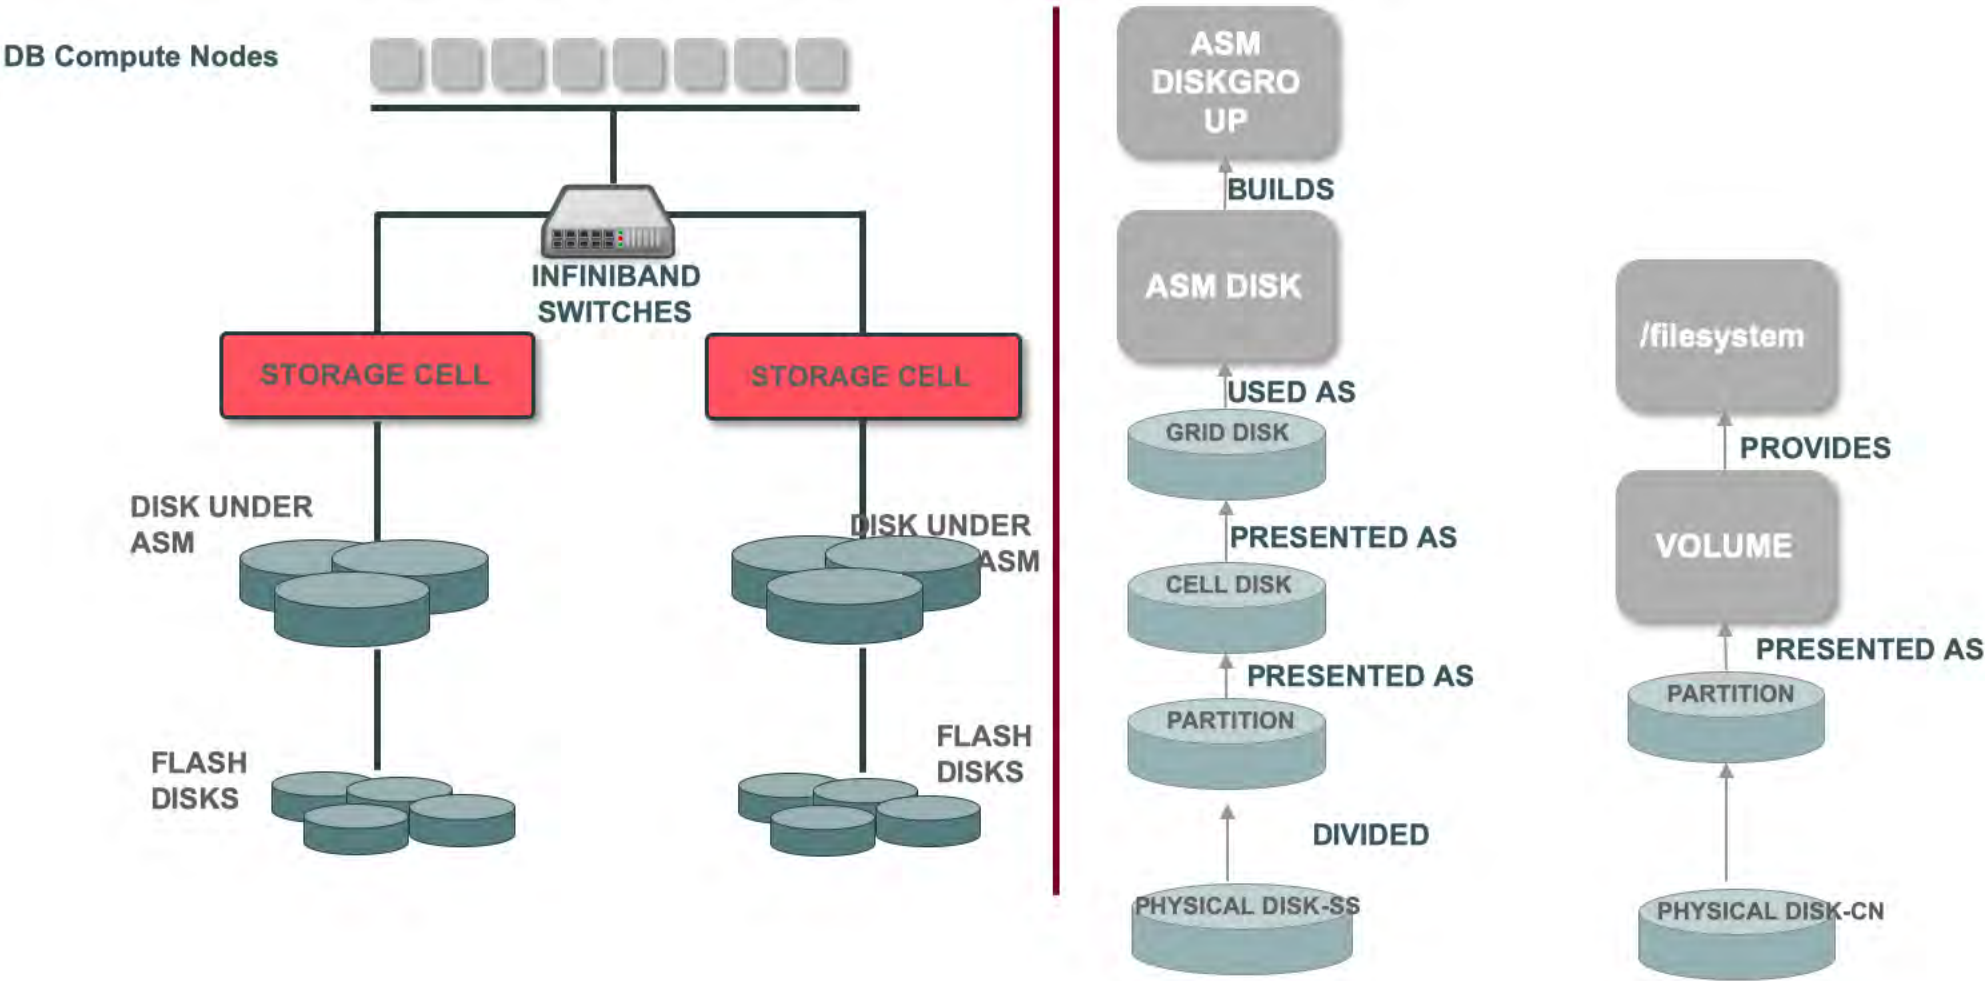 DB Compute Nodes
INFINIBAND
SWITCHES
STORAGE CELL
STORAGE CELL
DISK UNDER
ASM
DISK UNDER
ASM
FLASH
DISKS
FLASH
DISKS
ASM
DISKGRO
UP
BUILDS
ASM DISK
USED AS
GRID DISK
PRESENTED AS
CELL DISK
PRESENTED AS
PARTITION
DIVIDED
PHYSICAL DISK-SS
/filesystem
PROVIDES
VOLUME
PRESENTED AS
PARTITION
PHYSICAL DISK-CN